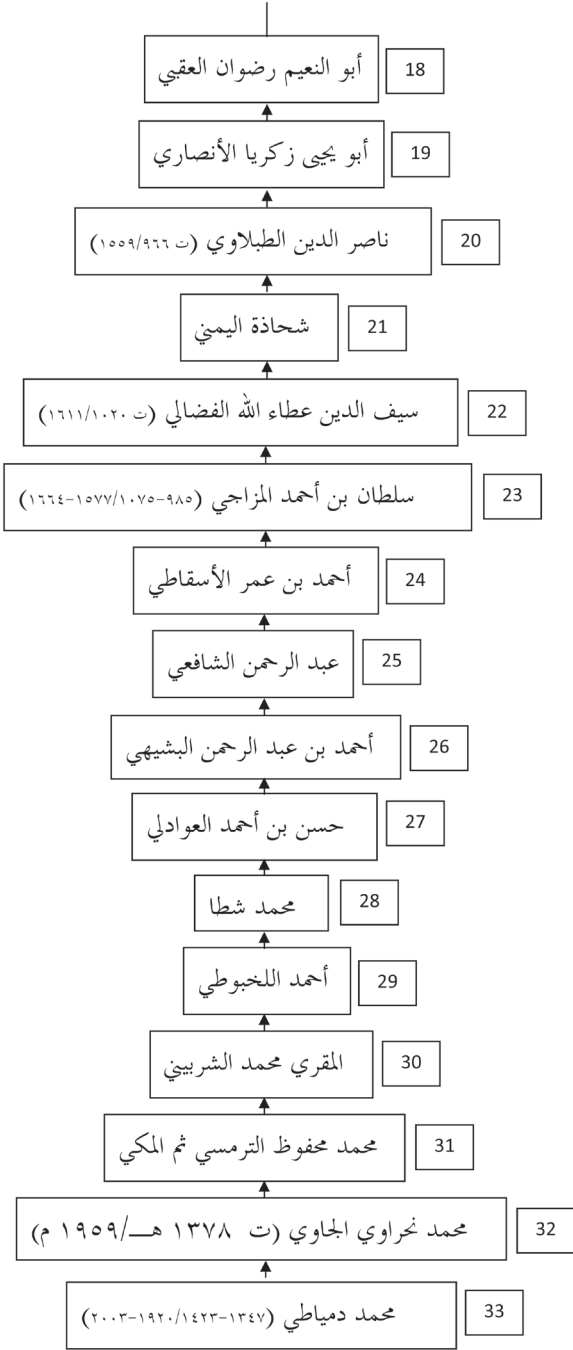 أبو النعيم رضوان العقبي 18
أبو يحيى زكريا الأنصاري 19
ناصر الدين الطبلاوي (ت ٩٦٦/١٥٥٩) 20
شحاذة اليمني 21
سيف الدين عطاء الله الفضالي (ت ١٠٢٠/١٦١١) 22
سلطان بن أحمد المزاجي (٩٨٥-١٠٧٥/١٥٧٧-١٦٦٤) 23
أحمد بن عمر الأسقاطي 24
عبد الرحمن الشافعي 25
أحمد بن عبد الرحمن البشيهي 26
حسن بن أحمد العوادلي 27
محمد شطا 28
أحمد اللخبوطي 29
المقري محمد الشربيني 30
محمد محفوظ الترمسي ثم المكي 31
محمد نحراوي الجاوي (ت ١٣٧٨ هـ/١٩٥٩ م) 32
محمد دمياطي (١٣٤٧-١٤٢٣/١٩٢٠-٢٠٠٣) 33